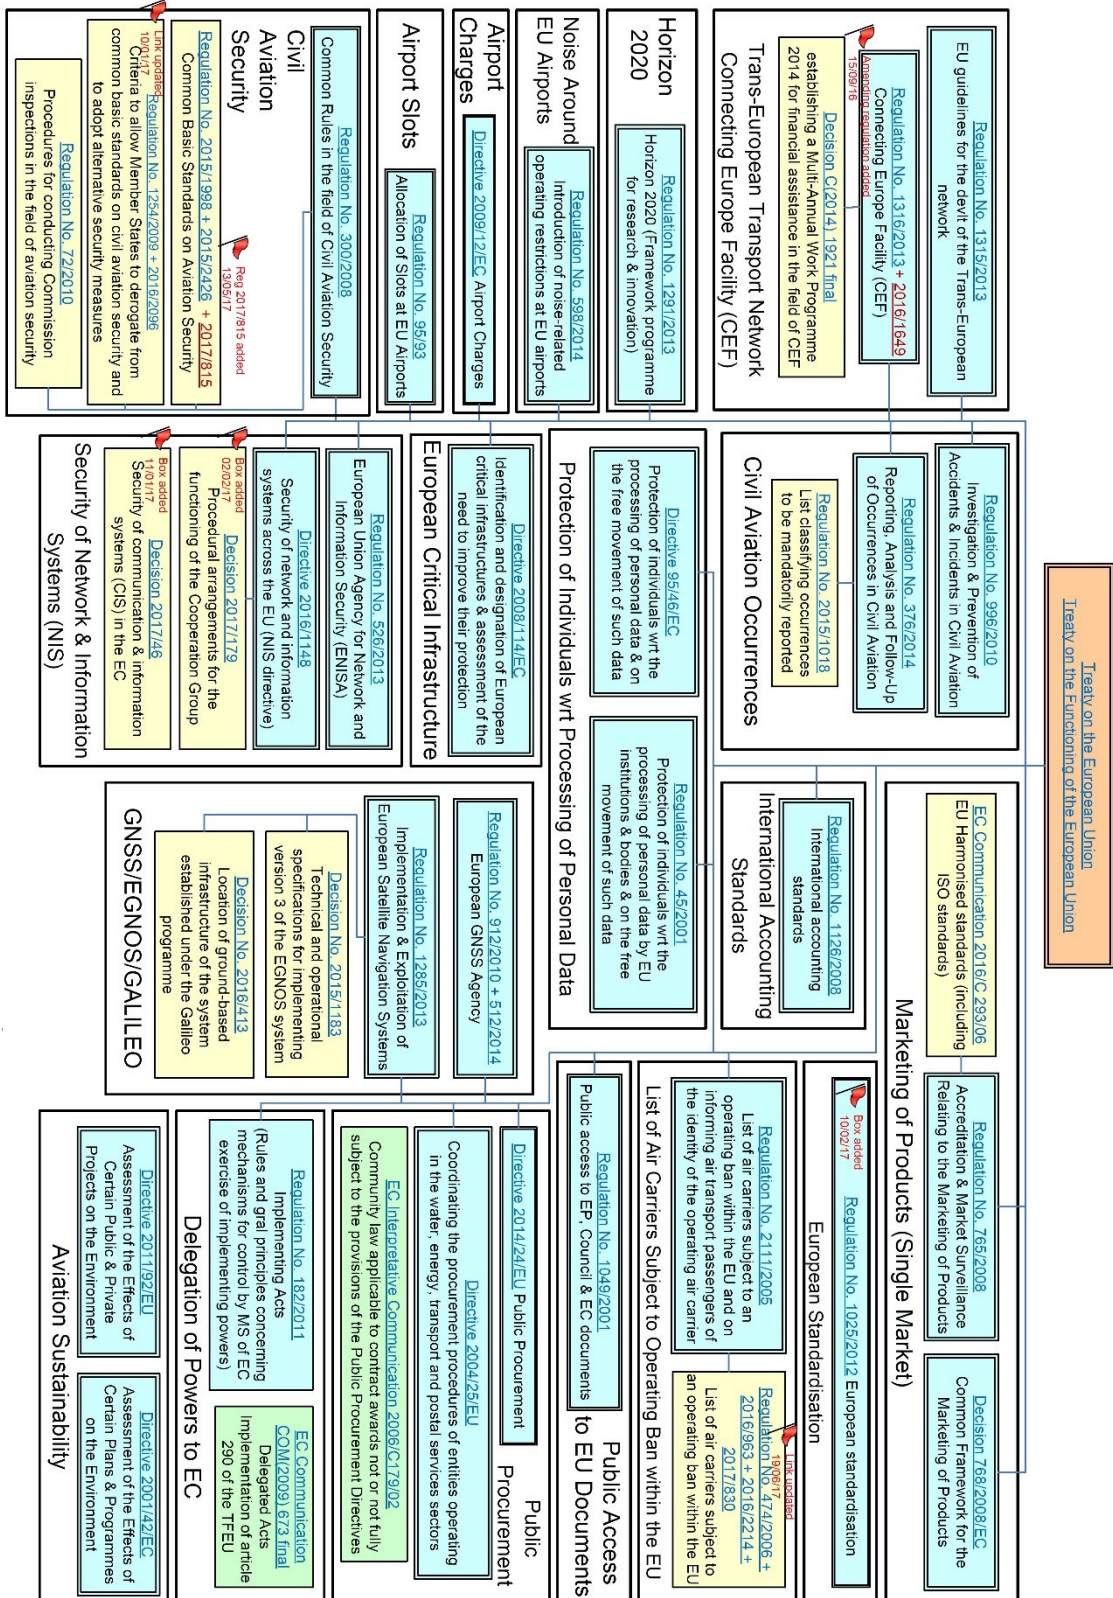 Treaty on the European Union
Treaty on the Functioning of the European Union
Regulation No. 1315/2013
EU guidelines for the devlt of the Trans-European
network
Amending regulation added
15/09/16
Regulation No. 1316/2013 + 2016/1649
Connecting Europe Facility (CEF)
Decision C(2014) 1921 final
establishing a Multi-Annual Work Programme
2014 for financial assistance in the field of CEF
Trans-European Transport Network
Connecting Europe Facility (CEF)
Horizon
2020
Regulation No. 1291/2013
Horizon 2020 (Framework programme
for research & innovation)
Noise Around
EU Airports
Regulation No. 598/2014
Introduction of noise-related
operating restrictions at EU airports
Airport
Charges
Directive 2009/12/EC Airport Charges
Airport Slots
Regulation No. 95/93
Allocation of Slots at EU Airports
Civil
Aviation
Security
Regulation No. 300/2008
Common Rules in the field of Civil Aviation Security
Reg 2017/815 added
13/05/17
Regulation No. 2015/1998 + 2015/2426 + 2017/815
Common Basic Standards on Aviation Security
Link updated
10/01/17
Regulation No. 1254/2009 + 2016/2096
Criteria to allow Member States to derogate from
common basic standards on civil aviation security and
to adopt alternative security measures
Regulation No. 72/2010
Procedures for conducting Commission
inspections in the field of aviation security
Regulation No. 996/2010
Investigation & Prevention of
Accidents & Incidents in Civil Aviation
Regulation No. 376/2014
Reporting, Analysis and Follow-Up
of Occurrences in Civil Aviation
Regulation No. 2015/1018
List classifying occurrences
to be mandatorily reported
Civil Aviation Occurrences
Directive 95/46/EC
Protection of individuals wrt the
processing of personal data & on
the free movement of such data
Regulation No. 45/2001
Protection of individuals wrt the
processing of personal data by EU
institutions & bories & on the free
movement of such data
Protection of Individuals wrt Processing of Personal Data
Directive 2008/114/EC
Identification and designation of European
critical infrastructures & assessment of the
need to improve their protection
European Critical Infrastructure
Regulation No. 526/2013
European Union Agency for Network and
Information Security (ENISA)
Directive 2016/1148
Security of network and information
systems across the EU (NIS directive)
Box added
02/02/17
Decision 2017/179
Procedural arrangements for the
functioning of the Cooperation Group
Box added
11/01/17
Decision 2017/46
Security of communication & information
systems (CIS) in the EC
Security of Network & Information
Systems (NIS)
Regulation No. 1126/2008
International accounting
standards
International Accounting
Standards
Regulation No. 912/2010 + 512/2014
European GNSS Agency
Regulation No. 1285/2013
Implementation & Exploitation of
European Satellite Navigation Systems
Decision No. 2015/1183
Technical and operational
specifications for implementing
version 3 of the EGNOS system
Decision No. 2016/413
Location of ground-based
infrastructure of the system
established under the Galileo
programme
GNSS/EGNOS/GALILEO
EC Communication 2016/C 293/06
EU Harmonised standards (including
ISO standards)
Regulation No. 765/2008
Accreditation & Market Surveillance
Relating to the Marketing of Products
Decision 768/2008/EC
Common Framework for the
Marketing of Products
Marketing of Products (Single Market)
Box added
10/02/17
Regulation No. 1025/2012 European standardisation
European Standardisation
Regulation No. 2111/2005
List of air carriers subject to an
operating ban within the EU and on
informing air transport passengers of
the identity of the operating air carrier
Link updated
19/06/17
Regulation No. 474/2006 +
2016/963 + 2016/2214 +
2017/830
List of air carriers subject to
an operating ban within the EU
List of Air Carriers Subject to Operating Ban within the EU
Regulation No. 1049/2001
Public access to EP, Council & EC documents
Public Access
to EU Documents
Directive 2014/24/EU Public Procurement
Public
Procurement
Directive 2004/25/EU
Coordinating the procurement procedures of entities operating
in the water, energy, transport and postal services sectors
EC Interpretative Communication 2006/C179/02
Community law applicable to contract awards not or not fully
subject to the provisions of the Public Procurement Directives
Regulation No. 182/2011
Implementing Acts
(Rules and gral principles concerning
mechanisms for control by MS of EC
exercise of implementing powers)
EC Communication
COM(2009) 673 final
Delegated Acts
Implementation of article
290 of the TFEU
Delegation of Powers to EC
Directive 2011/92/EU
Assessment of the Effects of
Certain Public & Private
Projects on the Environment
Directive 2001/42/EC
Assessment of the Effects of
Certain Plans & Programmes
on the Environment
Aviation Sustainability